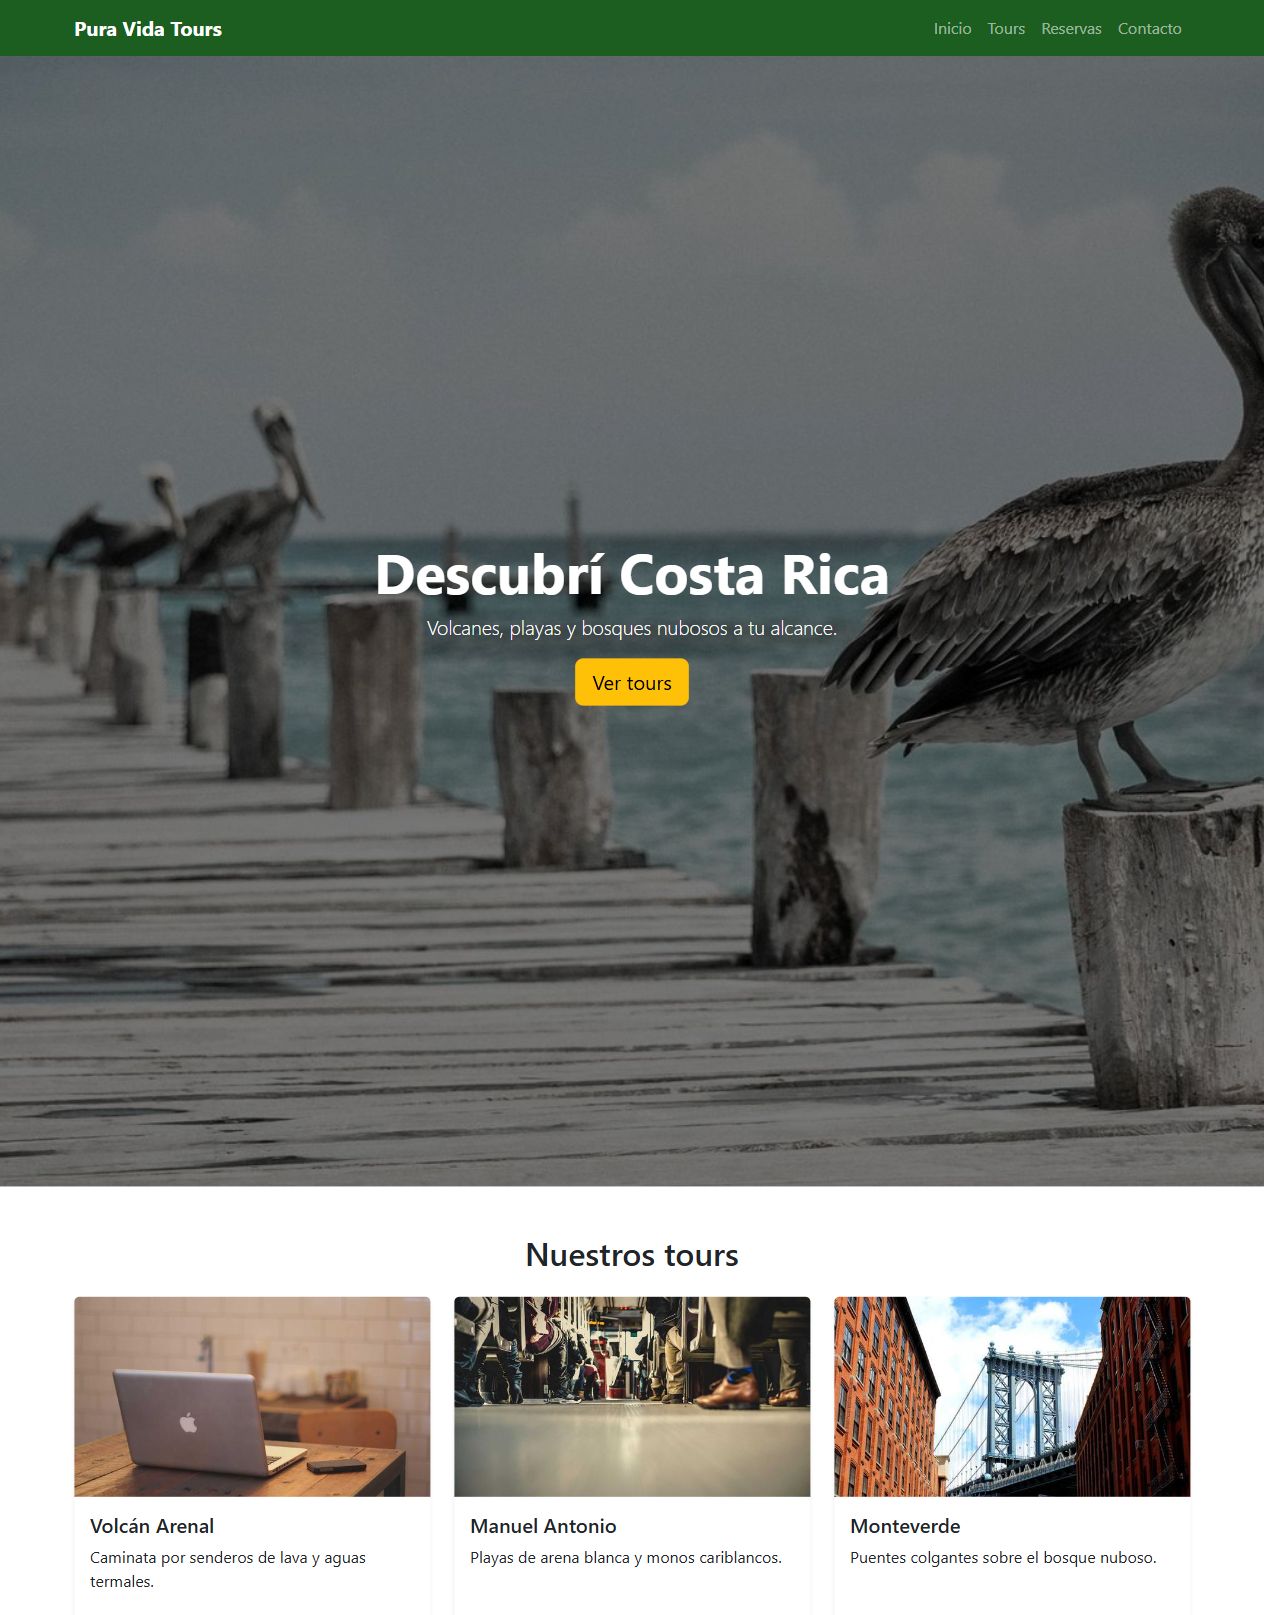 Pura Vida Tours
Inicio Tours Reservas Contacto
Descubrí Costa Rica
Volcanes, playas y bosques nubosos a tu alcance.
Ver tours
Nuestros tours
Volcán Arenal
Caminata por senderos de lava y aguas
termales.
Manuel Antonio
Playas de arena blanca y monos cariblancos.
Monteverde
Puentes colgantes sobre el bosque nuboso.